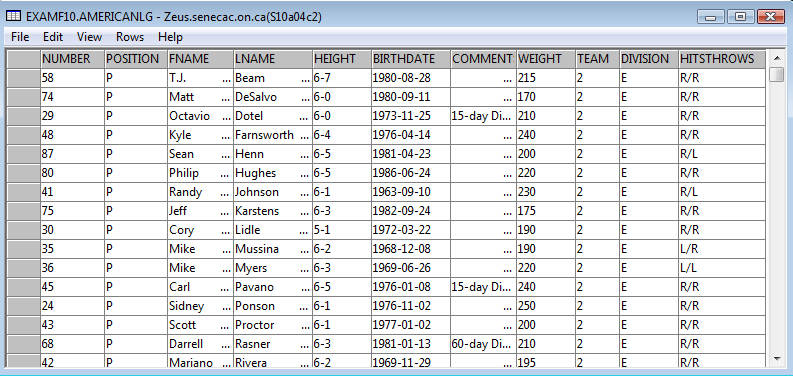 EXAMF10.AMERICANLG - Zeus.senecac.on.ca(S10a04c2)
File Edit View Rows Help
NUMBER POSITION FNAME LNAME HEIGHT BIRTHDATE COMMENT WEIGHT TEAM DIVISION HITSTHROWS
58 P T.J. ... Beam ... 6-7 1980-08-28 ... 215 2 E R/R
74 P Matt ... DeSalvo ... 6-0 1980-09-11 ... 170 2 E R/R
29 P Octavio ... Dotel ... 6-0 1973-11-25 15-day Di... 210 2 E R/R
48 P Kyle ... Farnsworth ... 6-4 1976-04-14 ... 240 2 E R/R
87 P Sean ... Henn ... 6-5 1981-04-23 ... 200 2 E R/L
80 P Philip ... Hughes ... 6-5 1986-06-24 ... 220 2 E R/R
41 P Randy ... Johnson ... 6-1 1963-09-10 ... 230 2 E R/L
75 P Jeff ... Karstens ... 6-3 1982-09-24 ... 175 2 E R/R
30 P Cory ... Lidle ... 5-1 1972-03-22 ... 190 2 E R/R
35 P Mike ... Mussina ... 6-2 1968-12-08 ... 190 2 E L/R
36 P Mike ... Myers ... 6-3 1969-06-26 ... 220 2 E L/L
45 P Carl ... Pavano ... 6-5 1976-01-08 15-day Di... 240 2 E R/R
24 P Sidney ... Ponson ... 6-1 1976-11-02 ... 250 2 E R/R
43 P Scott ... Proctor ... 6-1 1977-01-02 ... 200 2 E R/R
68 P Darrell ... Rasner ... 6-3 1981-01-13 60-day Di... 210 2 E R/R
42 P Mariano ... Rivera ... 6-2 1969-11-29 ... 195 2 E R/R